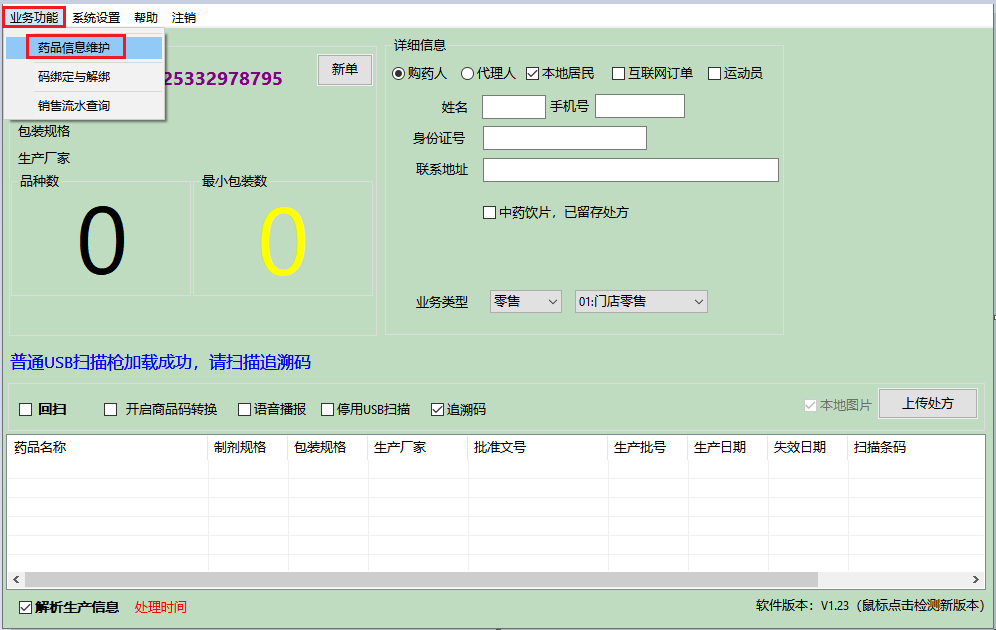 业务功能 系统设置 帮助 注销
药品信息维护
码绑定与解绑
销售流水查询
25332978795
新单
包装规格
生产厂家
品种数 最小包装数
0 0
详细信息
购药人 代理人 本地居民 互联网订单 运动员
姓名 手机号
身份证号
联系地址
中药饮片，已留存处方
业务类型 零售 01:门店零售
普通USB扫描枪加载成功，请扫描追溯码
回扫 开启商品码转换 语音播报 停用USB扫描 追溯码 本地图片 上传处方
药品名称 制剂规格 包装规格 生产厂家 批准文号 生产批号 生产日期 失效日期 扫描条码
解析生产信息 处理时间 软件版本：V1.23（鼠标点击检测新版本）